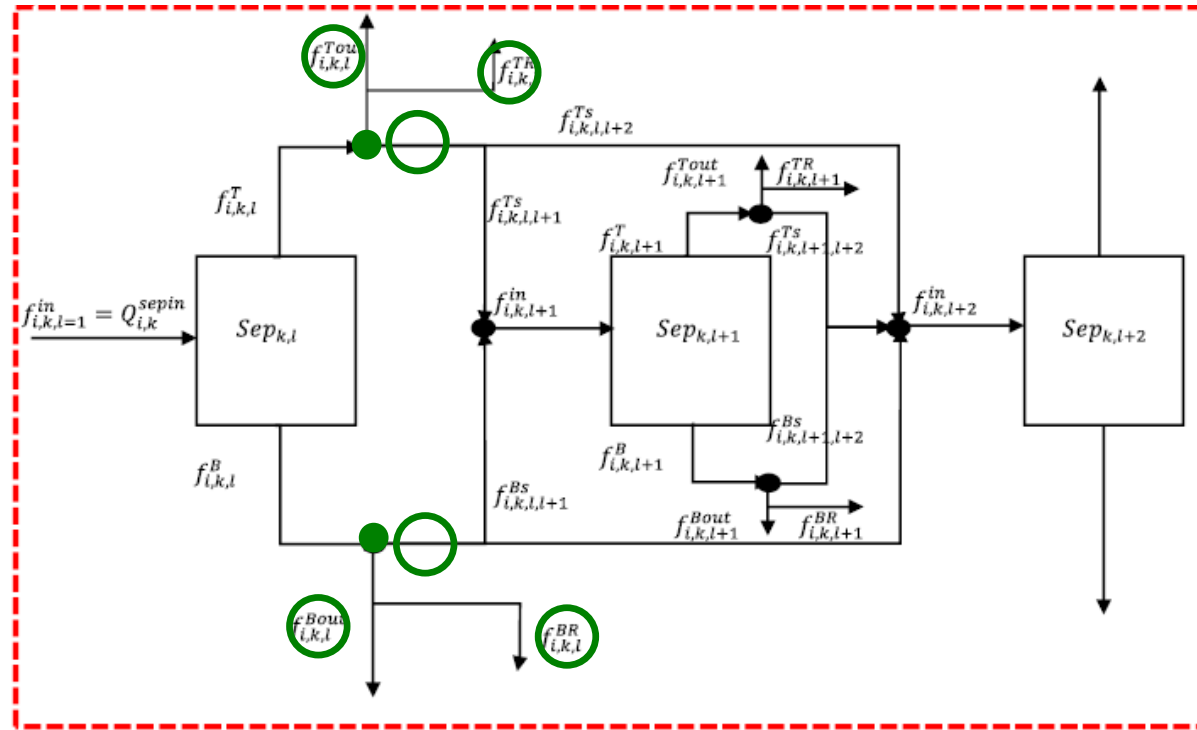 f_{i,k,l}^{Tou}
f_{i,k,}^{TR}
f_{i,k,l,l+2}^{Ts}
f_{i,k,l+1}^{Tout}
f_{i,k,l+1}^{TR}
f_{i,k,l}^{T}
f_{i,k,l,l+1}^{Ts}
f_{i,k,l+1}^{T}
f_{i,k,l+1,l+2}^{Ts}
f_{i,k,l=1}^{in} = Q_{i,k}^{sepin}
Sep_{k,l}
f_{i,k,l+1}^{in}
Sep_{k,l+1}
f_{i,k,l+2}^{in}
Sep_{k,l+2}
f_{i,k,l}^{B}
f_{i,k,l,l+1}^{Bs}
f_{i,k,l+1}^{B}
f_{i,k,l+1,l+2}^{Bs}
f_{i,k,l+1}^{Bout}
f_{i,k,l+1}^{BR}
f_{i,k,l}^{Bout}
f_{i,k,l}^{BR}